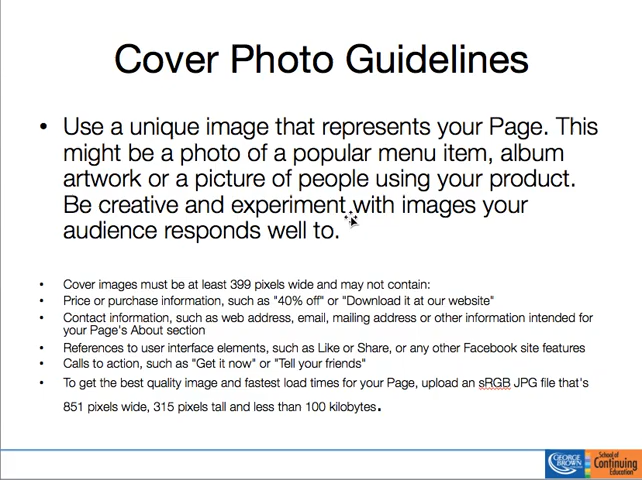 Cover Photo Guidelines
• Use a unique image that represents your Page. This
might be a photo of a popular menu item, album
artwork or a picture of people using your product.
Be creative and experiment with images your
audience responds well to.
• Cover images must be at least 399 pixels wide and may not contain:
• Price or purchase information, such as "40% off" or "Download it at our website"
• Contact information, such as web address, email, mailing address or other information intended for
your Page's About section
• References to user interface elements, such as Like or Share, or any other Facebook site features
• Calls to action, such as "Get it now" or "Tell your friends"
• To get the best quality image and fastest load times for your Page, upload an sRGB JPG file that's
851 pixels wide, 315 pixels tall and less than 100 kilobytes.
GEORGE
BROWN
School of
Continuing
Education